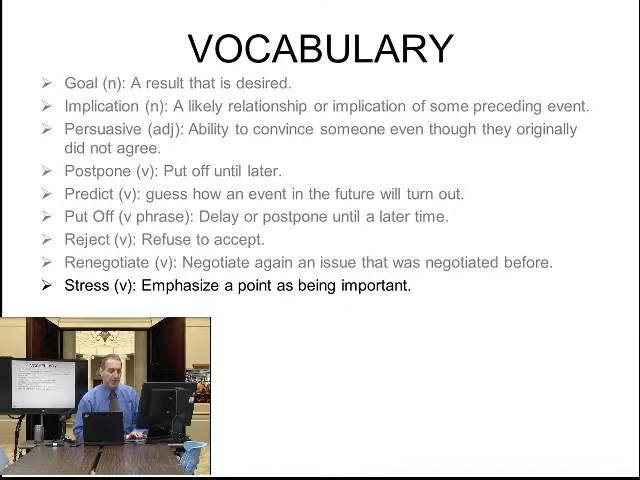 VOCABULARY
➢ Goal (n): A result that is desired.
➢ Implication (n): A likely relationship or implication of some preceding event.
➢ Persuasive (adj): Ability to convince someone even though they originally
did not agree.
➢ Postpone (v): Put off until later.
➢ Predict (v): guess how an event in the future will turn out.
➢ Put Off (v phrase): Delay or postpone until a later time.
➢ Reject (v): Refuse to accept.
➢ Renegotiate (v): Negotiate again an issue that was negotiated before.
➢ Stress (v): Emphasize a point as being important.
VOCABULARY